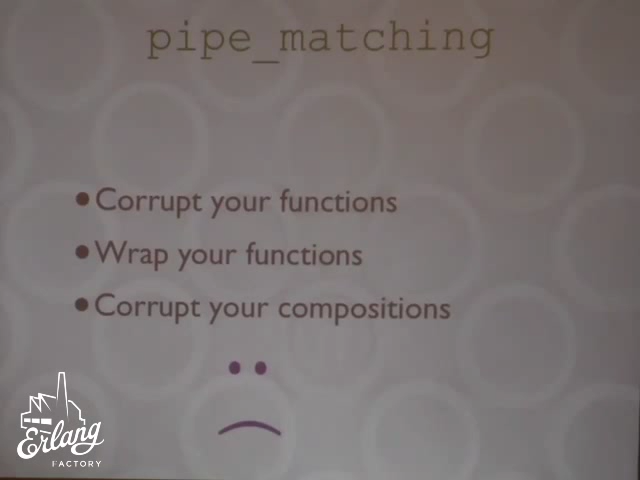 pipe_matching
•Corrupt your functions
•Wrap your functions
•Corrupt your compositions
Erlang
FACTORY